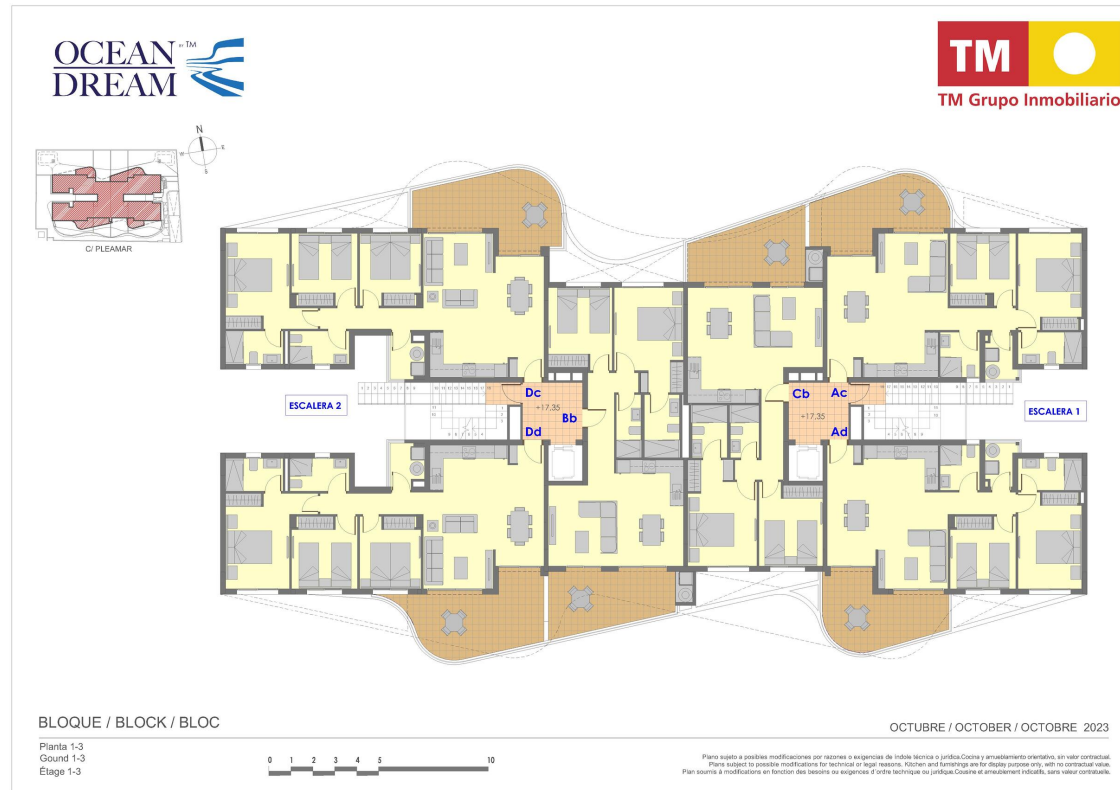 OCEAN
DREAM
BY TM
TM
TM Grupo Inmobiliario
N
W
E
S
C/ PLEAMAR
Dc
Cb
Ac
ESCALERA 2
+17,35
Bb
+17,35
ESCALERA 1
Dd
Ad
BLOQUE / BLOCK / BLOC
OCTUBRE / OCTOBER / OCTOBRE 2023
Planta 1-3
Gound 1-3
Étage 1-3
0 1 2 3 4 5 10
Plano sujeto a posibles modificaciones por razones o exigencias de indole técnica o jurídica.Cocina y amueblamiento orientativo, sin valor contractual.
Plans subject to possible modifications for technical or legal reasons. Kitchen and furnishings are for display purpose only, with no contractual value.
Plan soumis à modifications en fonction des besoins ou exigences d'ordre technique ou juridique.Cousine et ameublement indicatifs, sans valeur contratuelle.